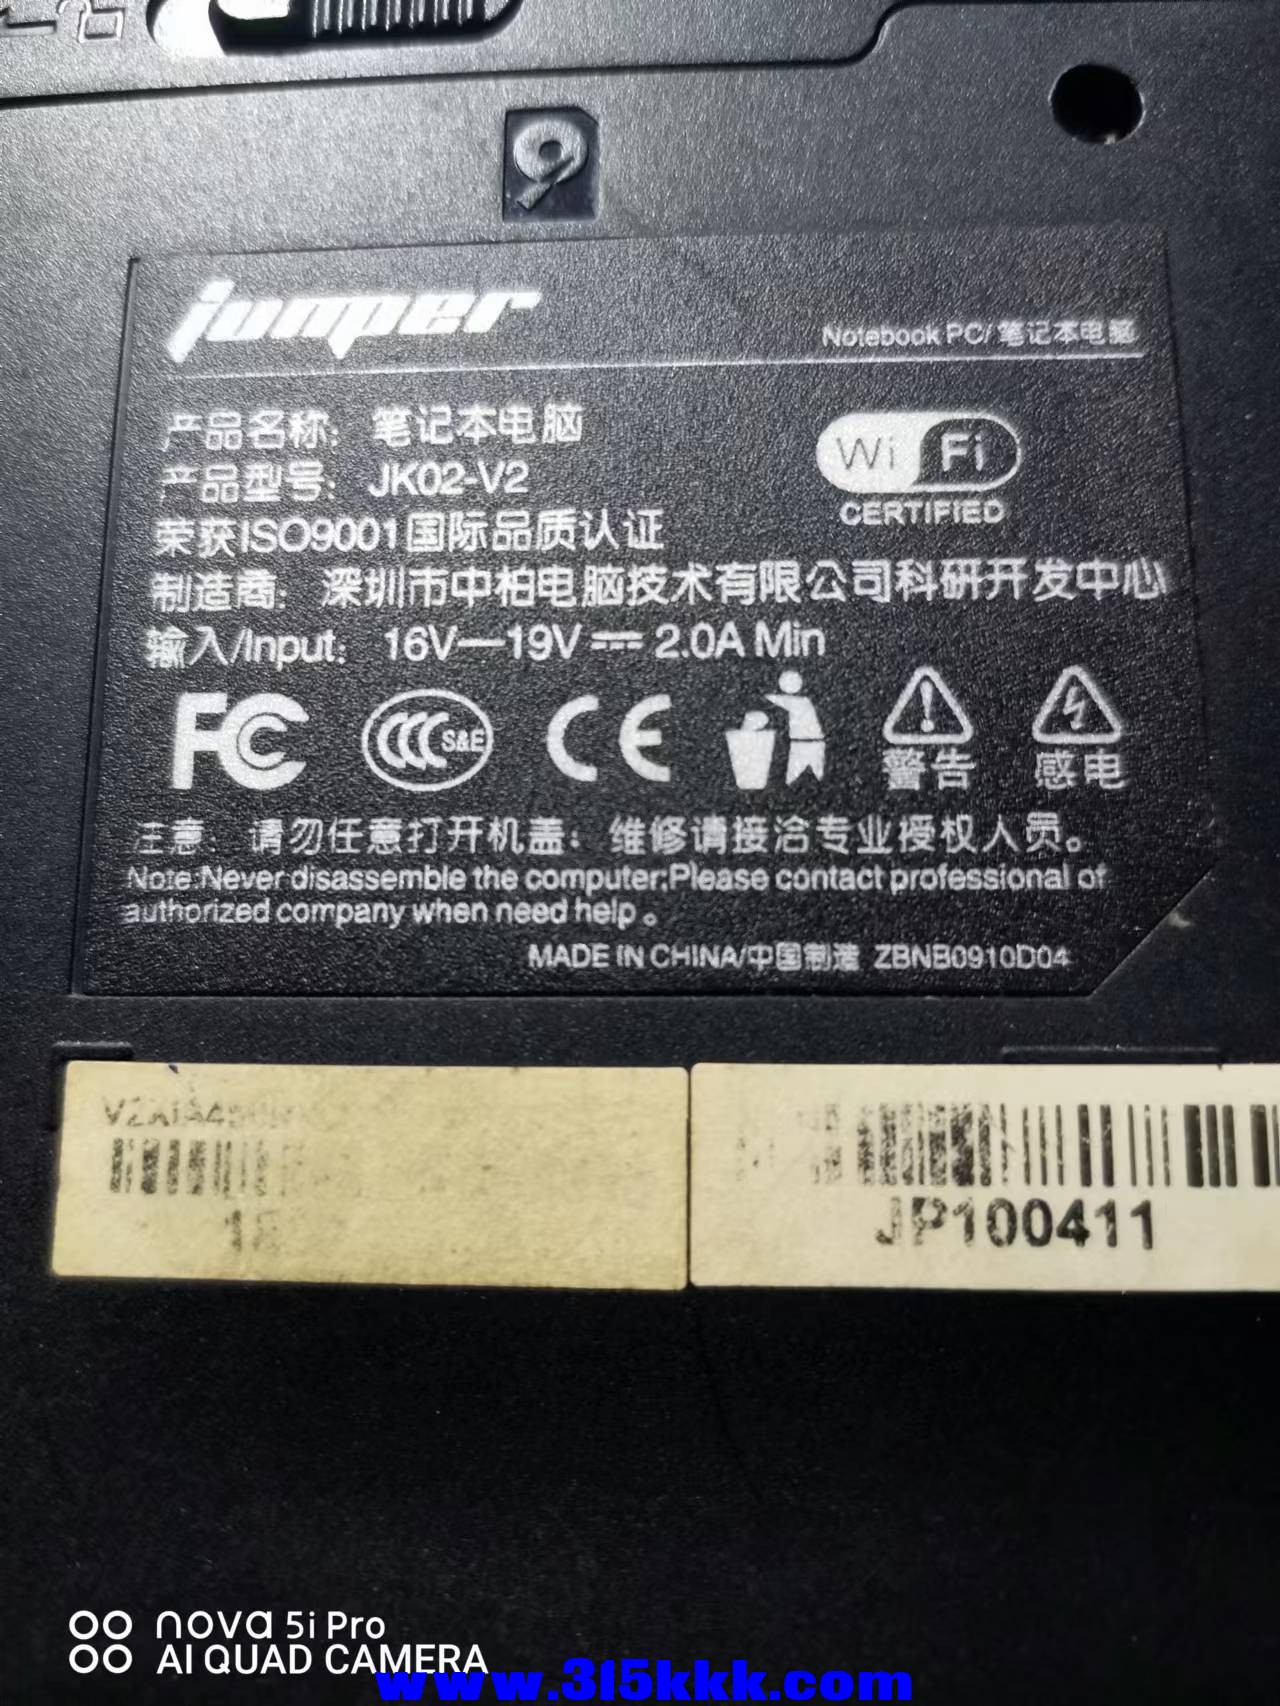 jumper
Notebook PC/笔记本电脑
产品名称：笔记本电脑
产品型号：JK02-V2
Wi Fi
CERTIFIED
荣获ISO9001国际品质认证
制造商：深圳市中柏电脑技术有限公司科研开发中心
输入/Input：16V—19V⎓2.0A Min
FC CCC S&E CE
警告 感电
注意：请勿任意打开机盖：维修请接洽专业授权人员。
Note:Never disassemble the computer:Please contact professional of
authorized company when need help。
MADE IN CHINA/中国制造 ZBNB0910D04
JP100411
nova 5i Pro
AI QUAD CAMERA
www.315kkk.com